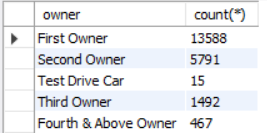 owner count(*)
First Owner 13588
Second Owner 5791
Test Drive Car 15
Third Owner 1492
Fourth & Above Owner 467